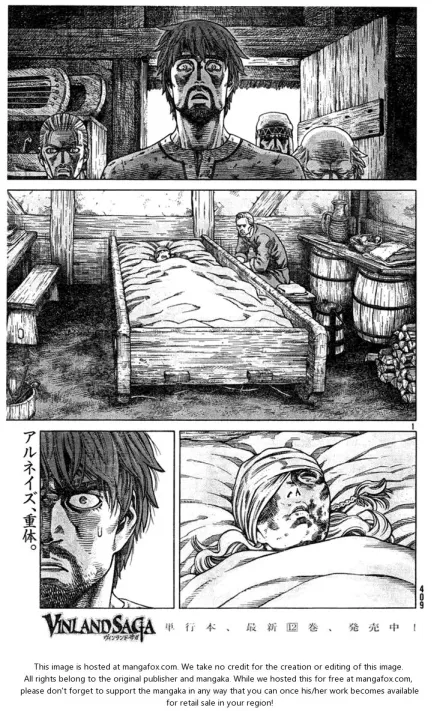 1
アルネイズ、重体。
409
VINLAND SAGA
ヴィンランド・サガ
単行本、最新12巻、発売中！
This image is hosted at mangafox.com. We take no credit for the creation or editing of this image.
All rights belong to the original publisher and mangaka. While we hosted this for free at mangafox.com,
please don't forget to support the mangaka in any way that you can once his/her work becomes available
for retail sale in your region!